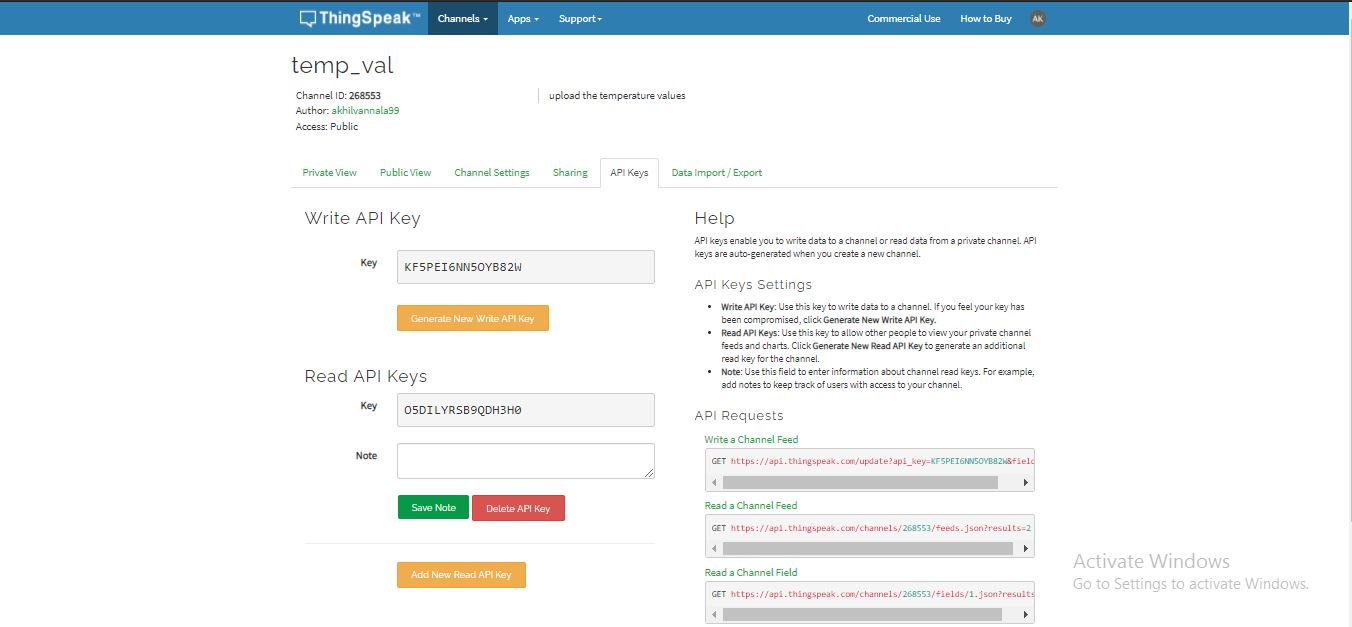 ThingSpeak™ Channels Apps Support Commercial Use How to Buy AK
temp_val
Channel ID: 268553
Author: akhilvannala99
Access: Public
upload the temperature values
Private View Public View Channel Settings Sharing API Keys Data Import / Export
Write API Key
Key KF5PEI6NN5OYB82W
Generate New Write API Key
Read API Keys
Key O5DILYRSB9QDH3H0
Note
Save Note Delete API Key
Add New Read API Key
Help
API keys enable you to write data to a channel or read data from a private channel. API
keys are auto-generated when you create a new channel.
API Keys Settings
• Write API Key: Use this key to write data to a channel. If you feel your key has
been compromised, click Generate New Write API Key.
• Read API Keys: Use this key to allow other people to view your private channel
feeds and charts. Click Generate New Read API Key to generate an additional
read key for the channel.
• Note: Use this field to enter information about channel read keys. For example,
add notes to keep track of users with access to your channel.
API Requests
Write a Channel Feed
GET https://api.thingspeak.com/update?api_key=KF5PEI6NN5OYB82W&field
Read a Channel Feed
GET https://api.thingspeak.com/channels/268553/feeds.json?results=2
Read a Channel Field
GET https://api.thingspeak.com/channels/268553/fields/1.json?results
Activate Windows
Go to Settings to activate Windows.